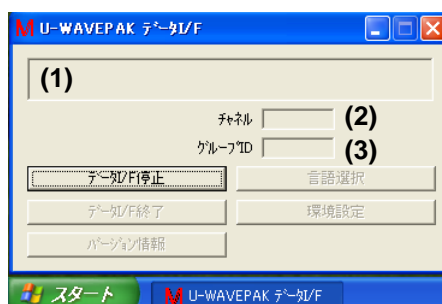 M U-WAVEPAK ﾃﾞｰﾀI/F
(1)
ﾁｬﾈﾙ (2)
ｸﾞﾙｰﾌﾟID (3)
ﾃﾞｰﾀI/F停止 言語選択
ﾃﾞｰﾀI/F終了 環境設定
ﾊﾞｰｼﾞｮﾝ情報
スタート M U-WAVEPAK ﾃﾞｰﾀI/F